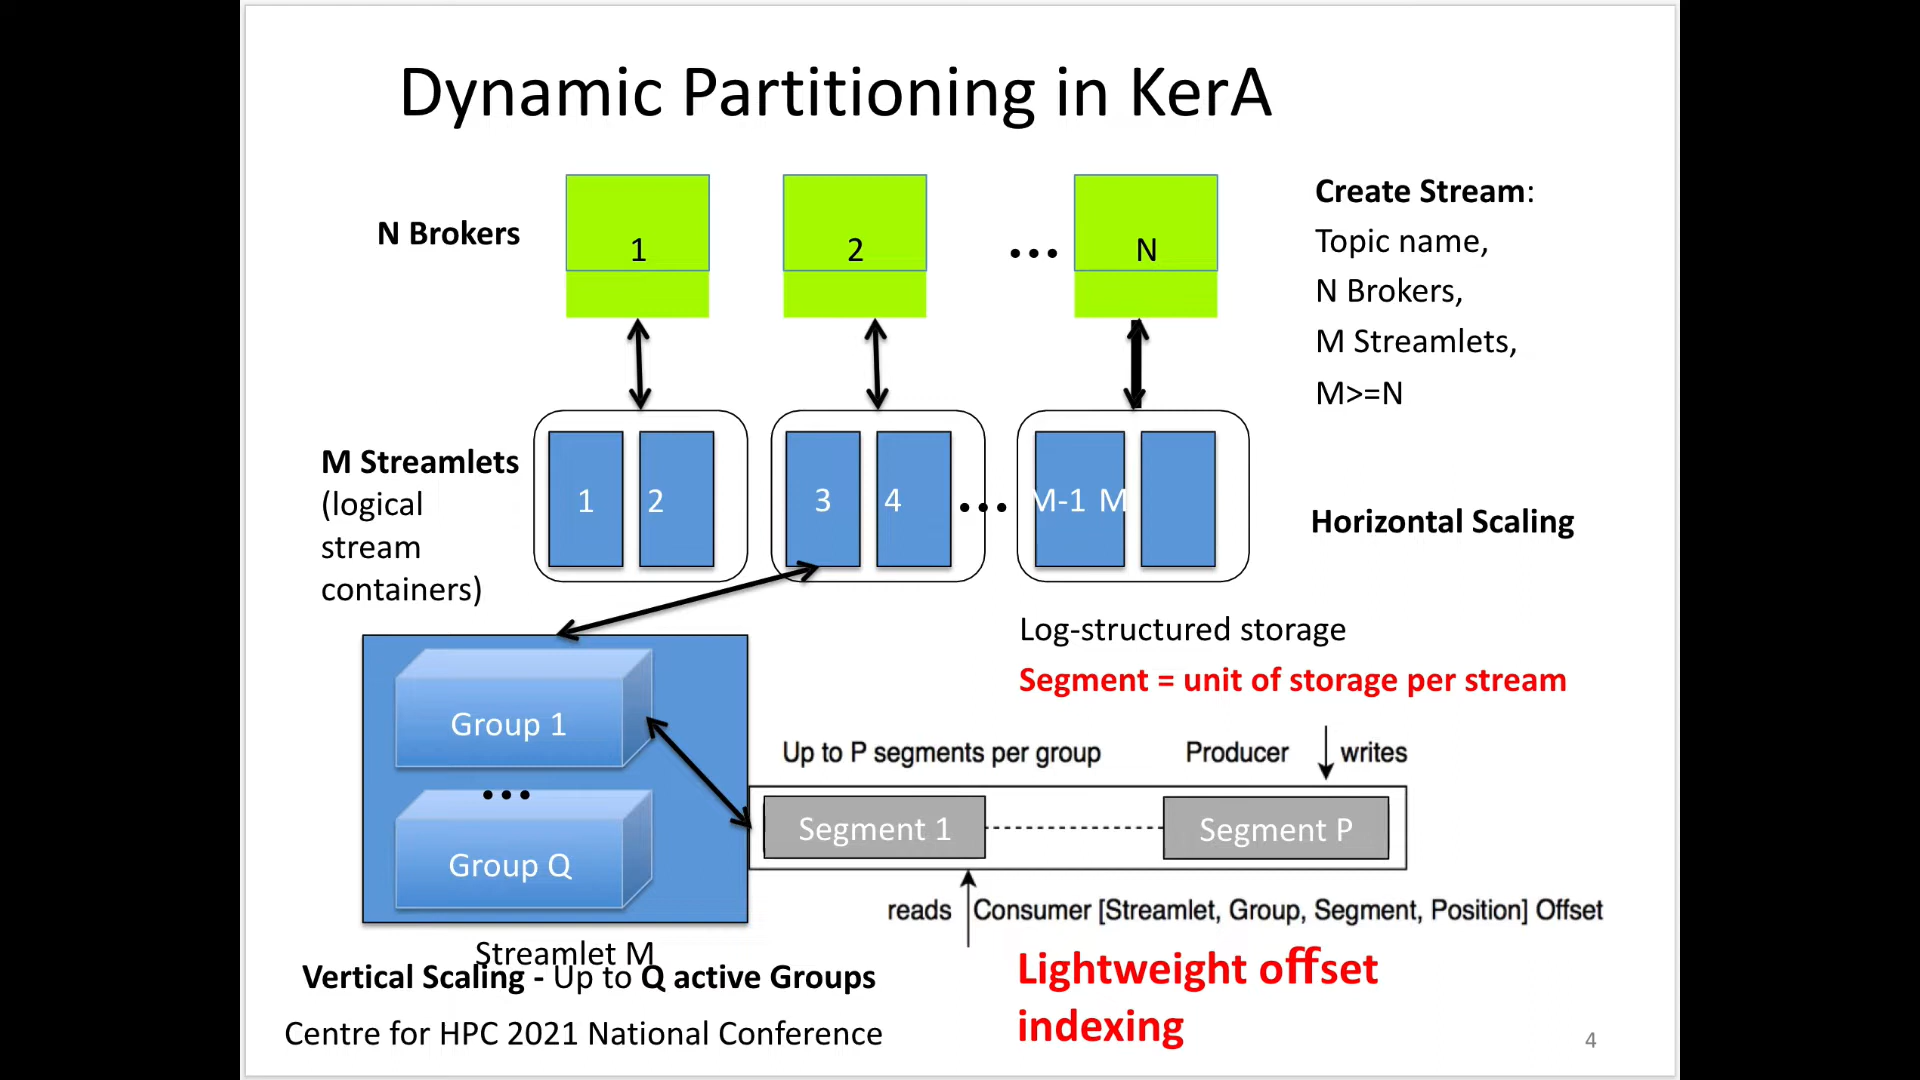 Dynamic Partitioning in KerA
N Brokers
1
2
...
N
Create Stream:
Topic name,
N Brokers,
M Streamlets,
M>=N
M Streamlets
(logical
stream
containers)
1
2
3
4
...
M-1 M
Horizontal Scaling
Log-structured storage
Segment = unit of storage per stream
Group 1
...
Group Q
Up to P segments per group
Producer
writes
Segment 1
Segment P
reads
Consumer [Streamlet, Group, Segment, Position] Offset
Streamlet M
Vertical Scaling - Up to Q active Groups
Lightweight offset
indexing
Centre for HPC 2021 National Conference
4